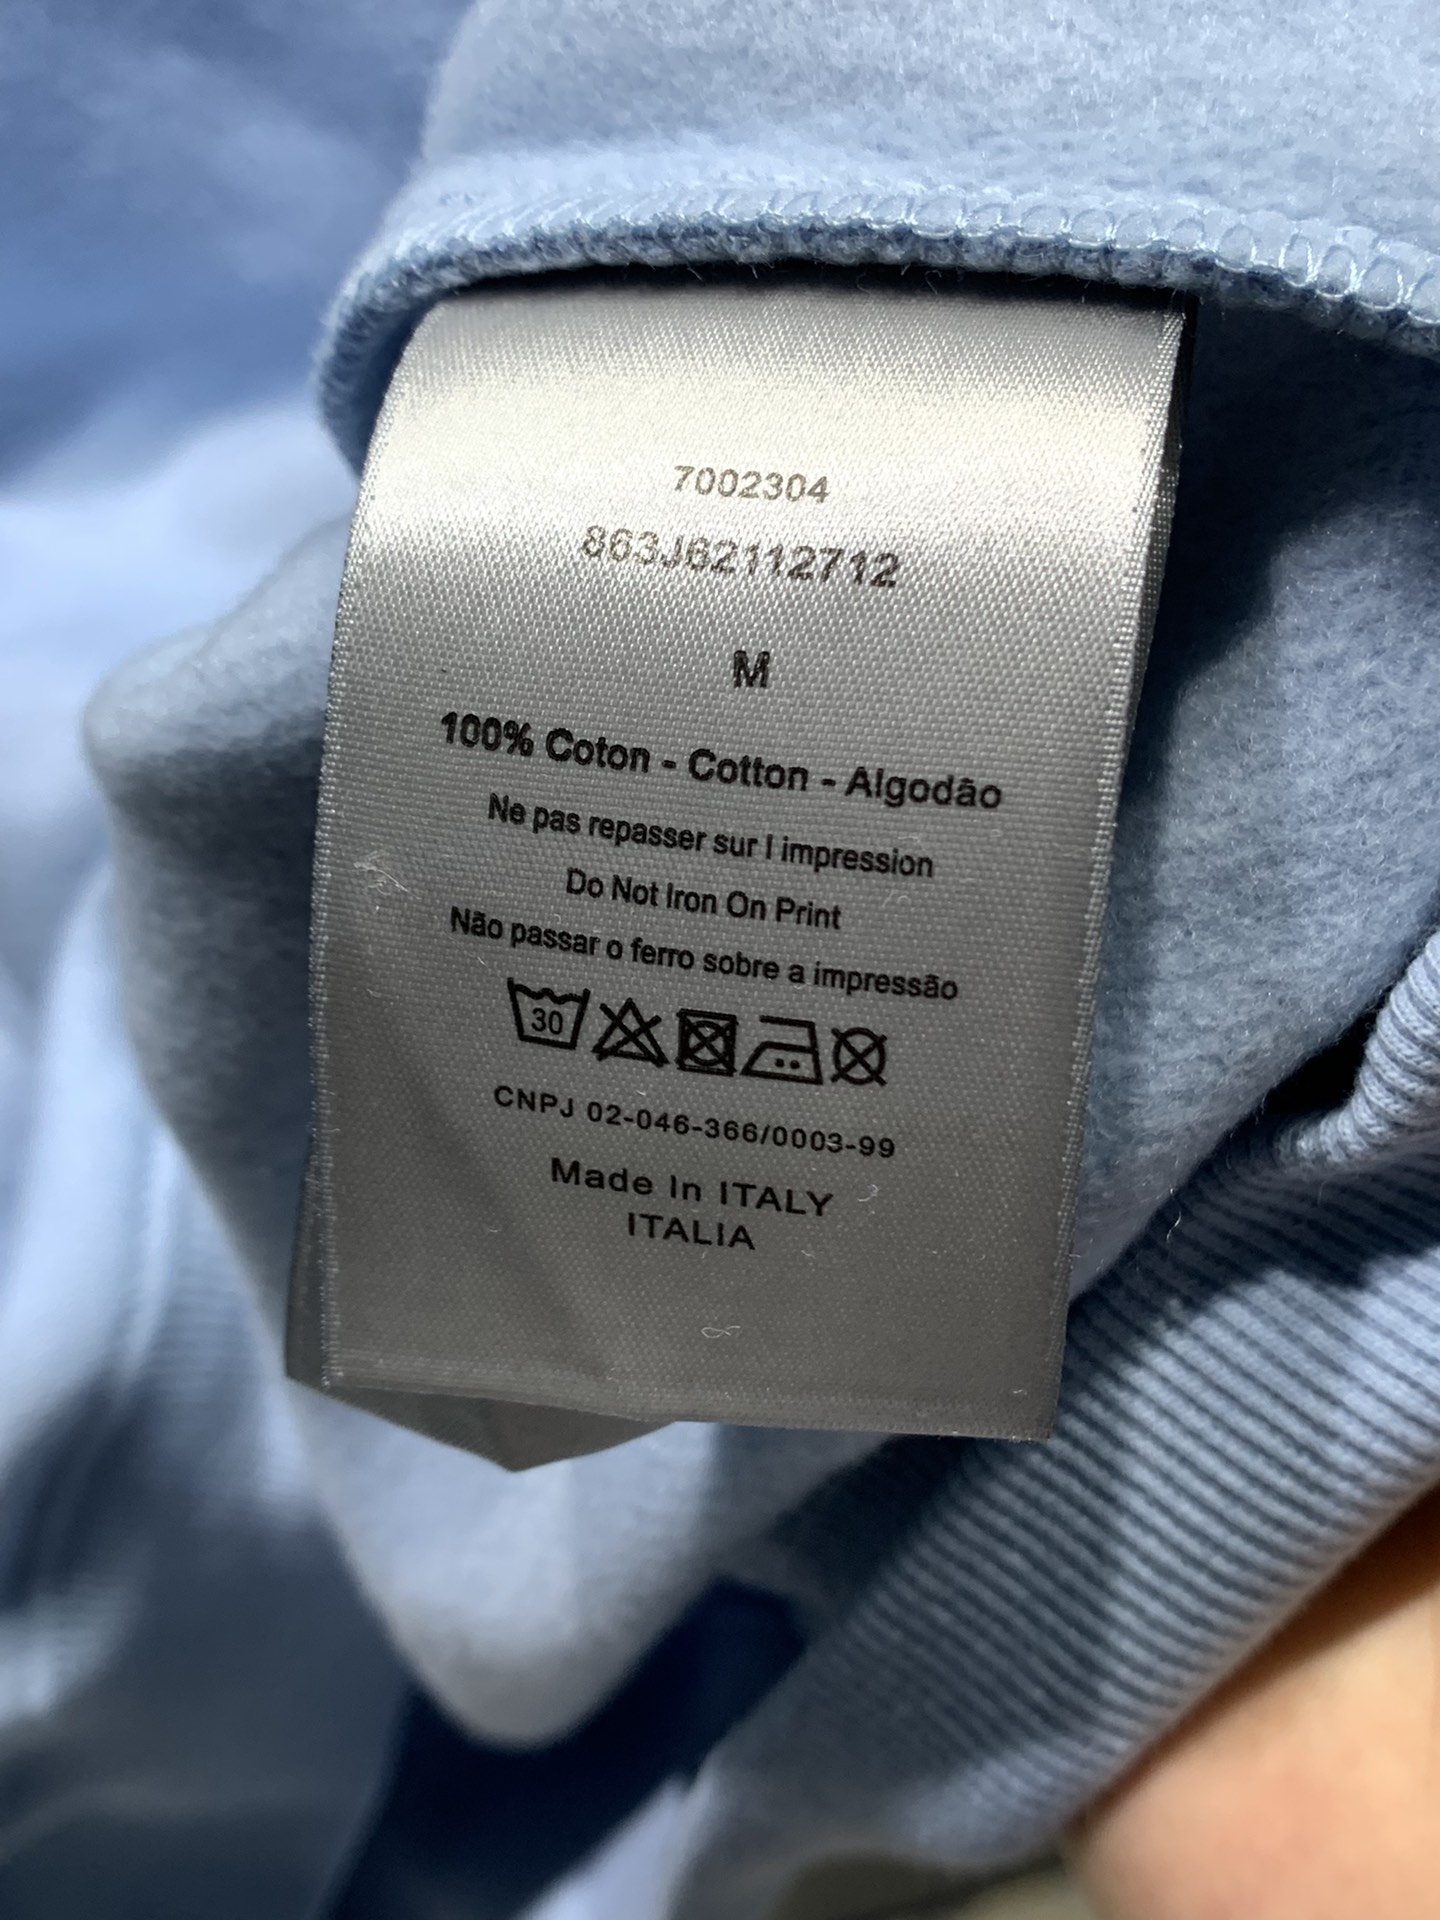 7002304
863J62112712
M
100% Coton - Cotton - Algodão
Ne pas repasser sur l impression
Do Not Iron On Print
Não passar o ferro sobre a impressão
30
CNPJ 02-046-366/0003-99
Made In ITALY
ITALIA